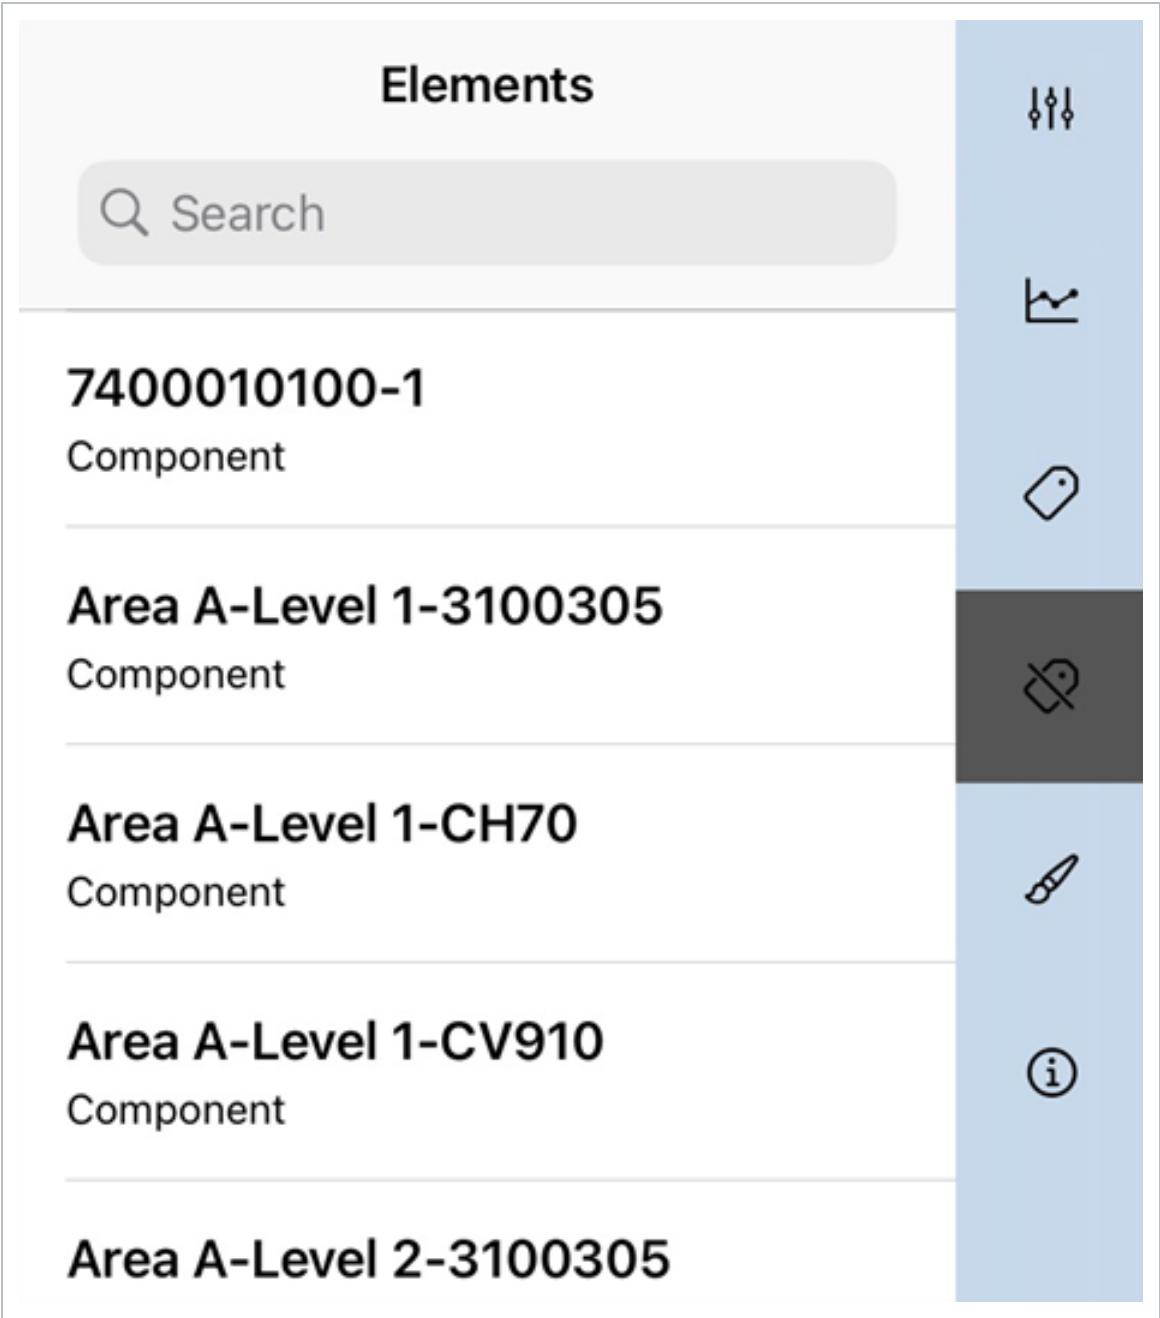 Elements
Search
7400010100-1
Component
Area A-Level 1-3100305
Component
Area A-Level 1-CH70
Component
Area A-Level 1-CV910
Component
Area A-Level 2-3100305